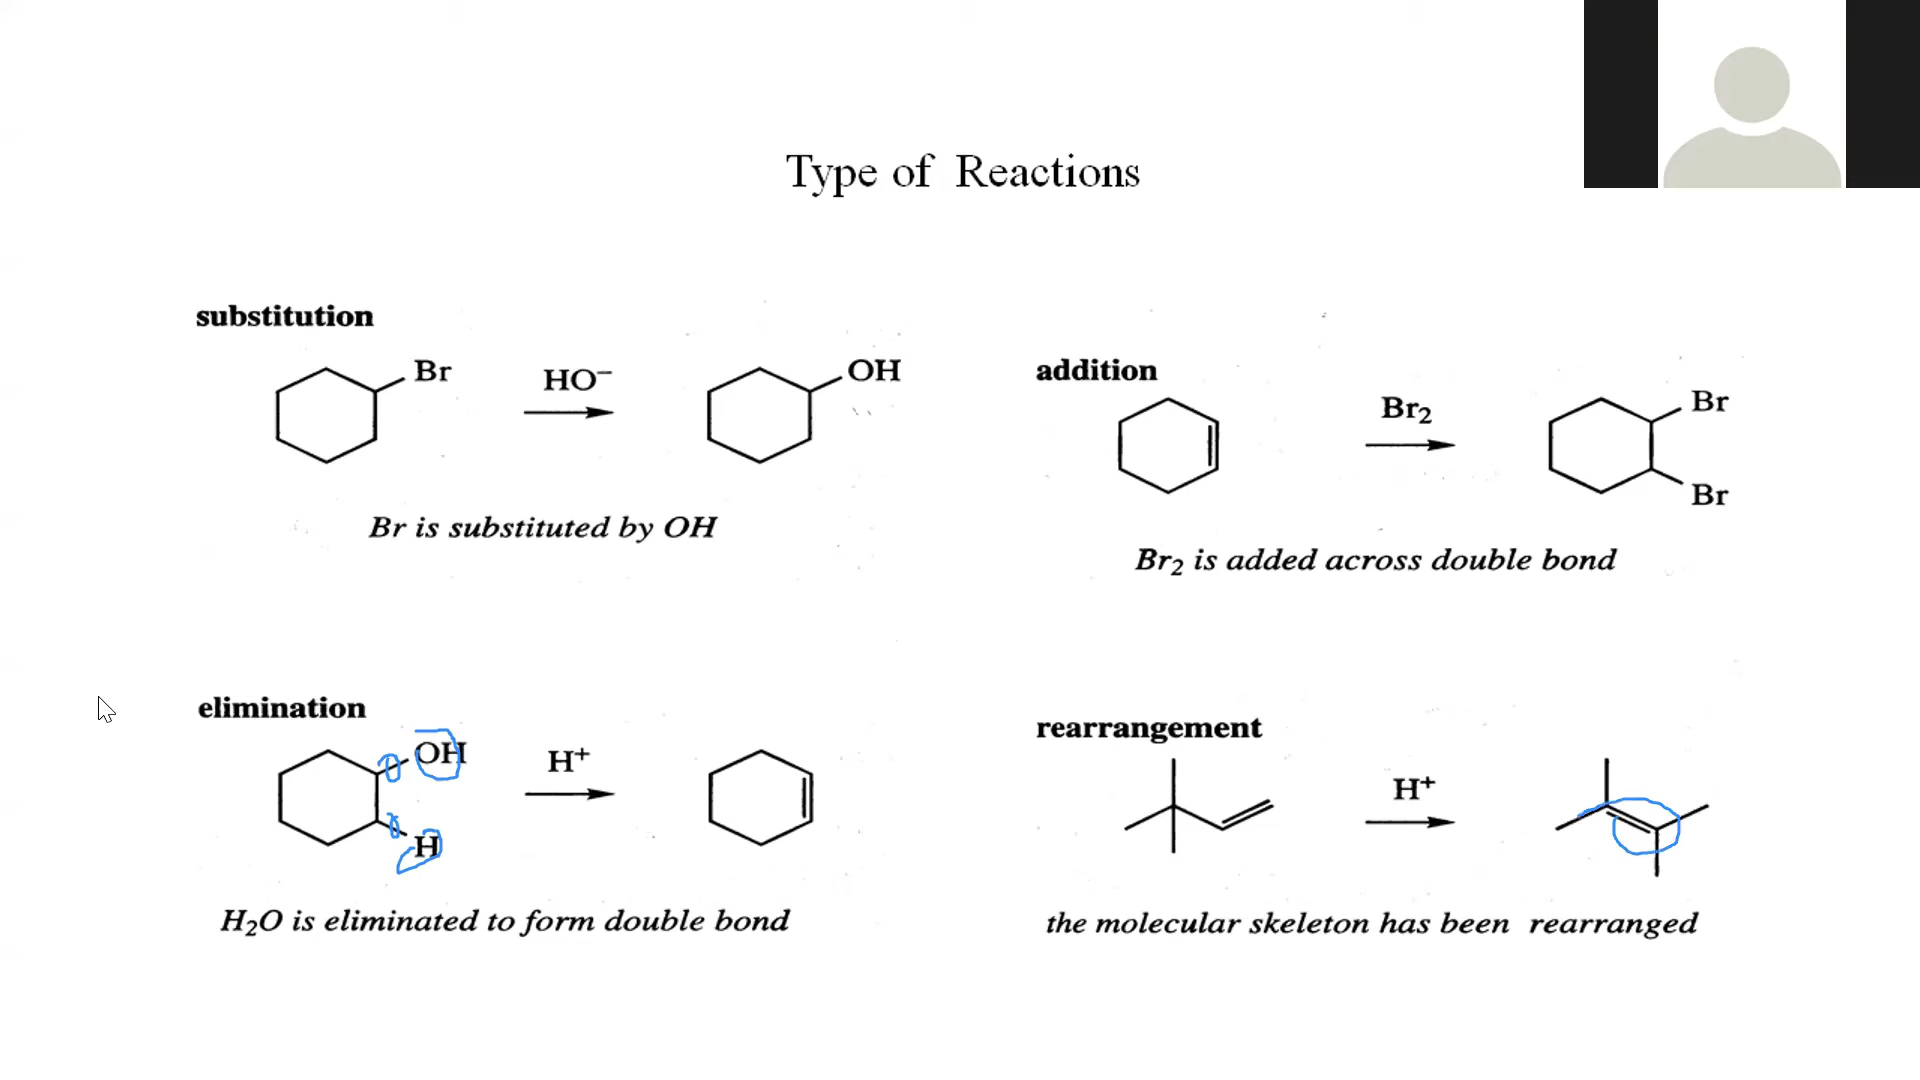 Type of Reactions
substitution
Br
HO⁻
OH
Br is substituted by OH
addition
Br₂
Br
Br
Br₂ is added across double bond
elimination
OH
H⁺
H
H₂O is eliminated to form double bond
rearrangement
H⁺
the molecular skeleton has been rearranged